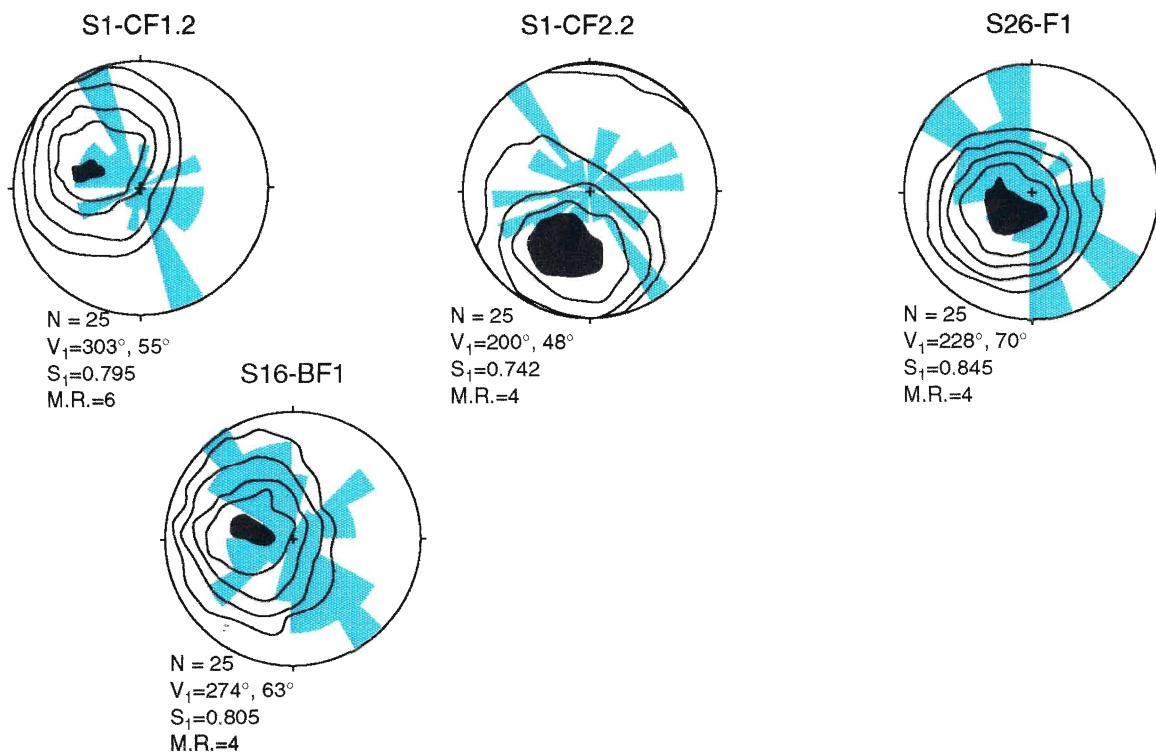 S1-CF1.2
N = 25
V₁=303°, 55°
S₁=0.795
M.R.=6
S1-CF2.2
N = 25
V₁=200°, 48°
S₁=0.742
M.R.=4
S26-F1
N = 25
V₁=228°, 70°
S₁=0.845
M.R.=4
S16-BF1
N = 25
V₁=274°, 63°
S₁=0.805
M.R.=4